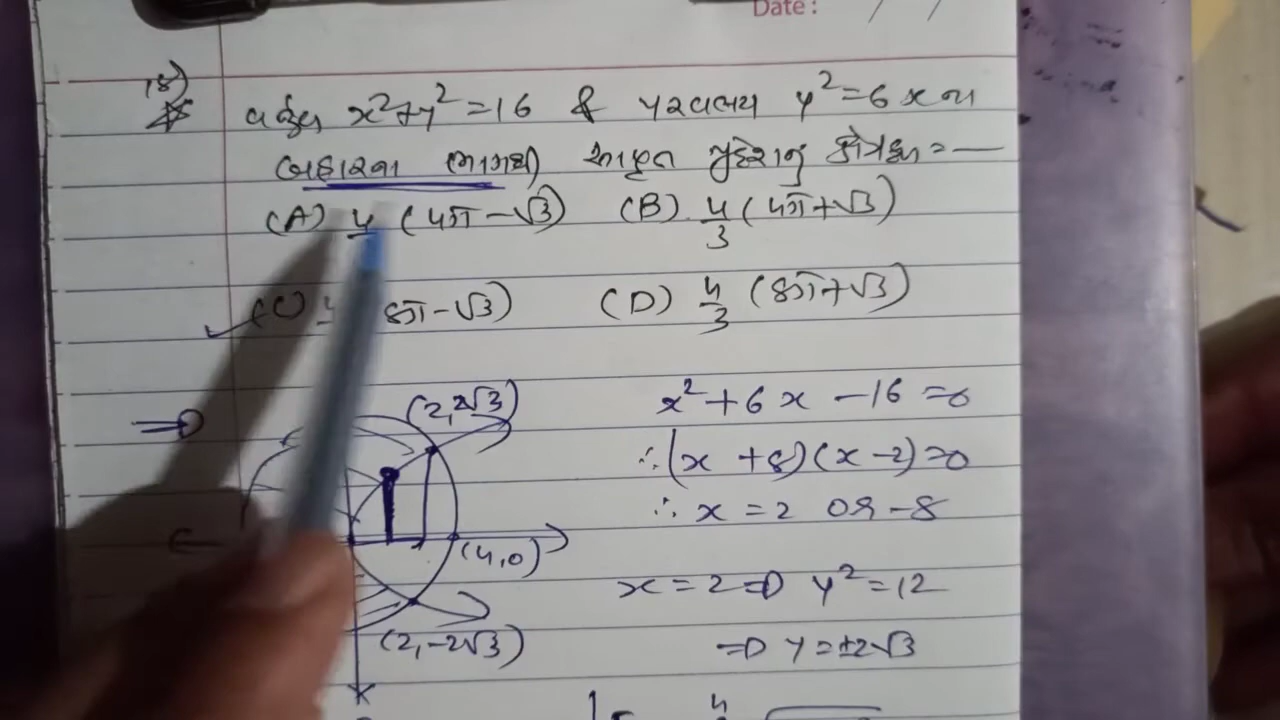 Date: / /
18)
વર્તુળ x²+y²=16 & પરવલય y²=6x ના
બહારના ભાગથી આવૃત પ્રદેશનું ક્ષેત્રફળ = —
(A) 4 (4π − √3) (B) 4/3 (4π+√3)
(C) 8π − √3) (D) 4/3 (8π+√3)
(2, 2√3)
x² + 6x − 16 = 0
∴ (x + 8)(x − 2) = 0
∴ x = 2 OR −8
(4,0)
x = 2 ⇒ y² = 12
(2, −2√3)
⇒ y = ±2√3